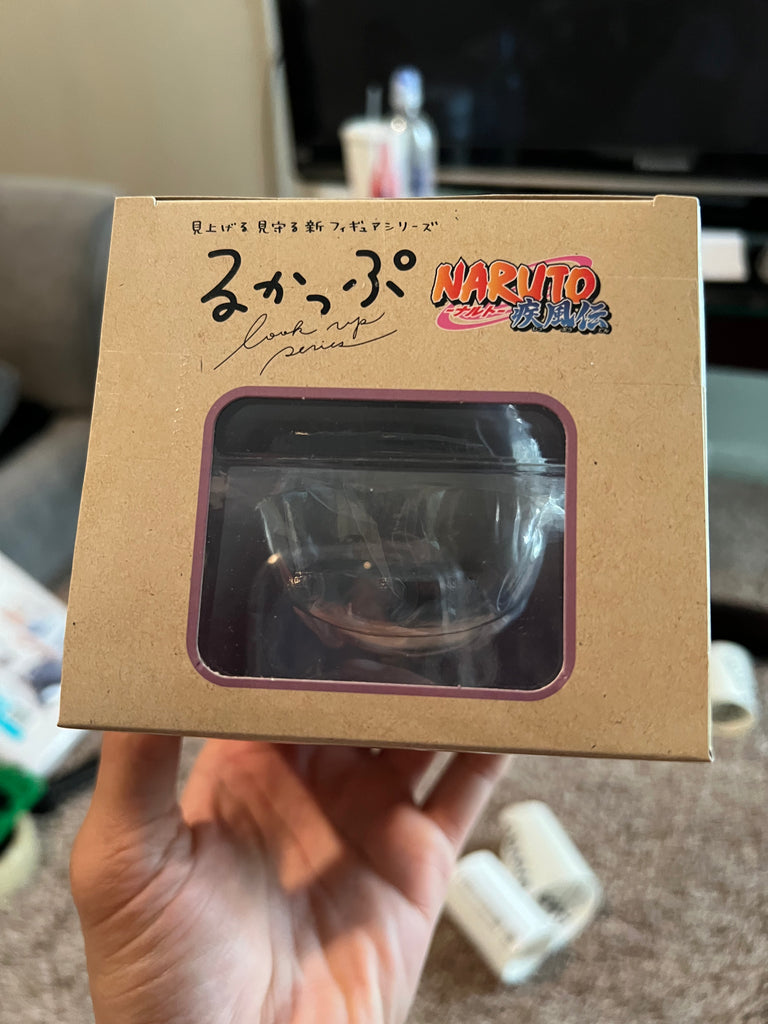 見上げる 見守る 新 フィギュアシリーズ
るかっぷ
look up
series
NARUTO
-ナルト-
疾風伝